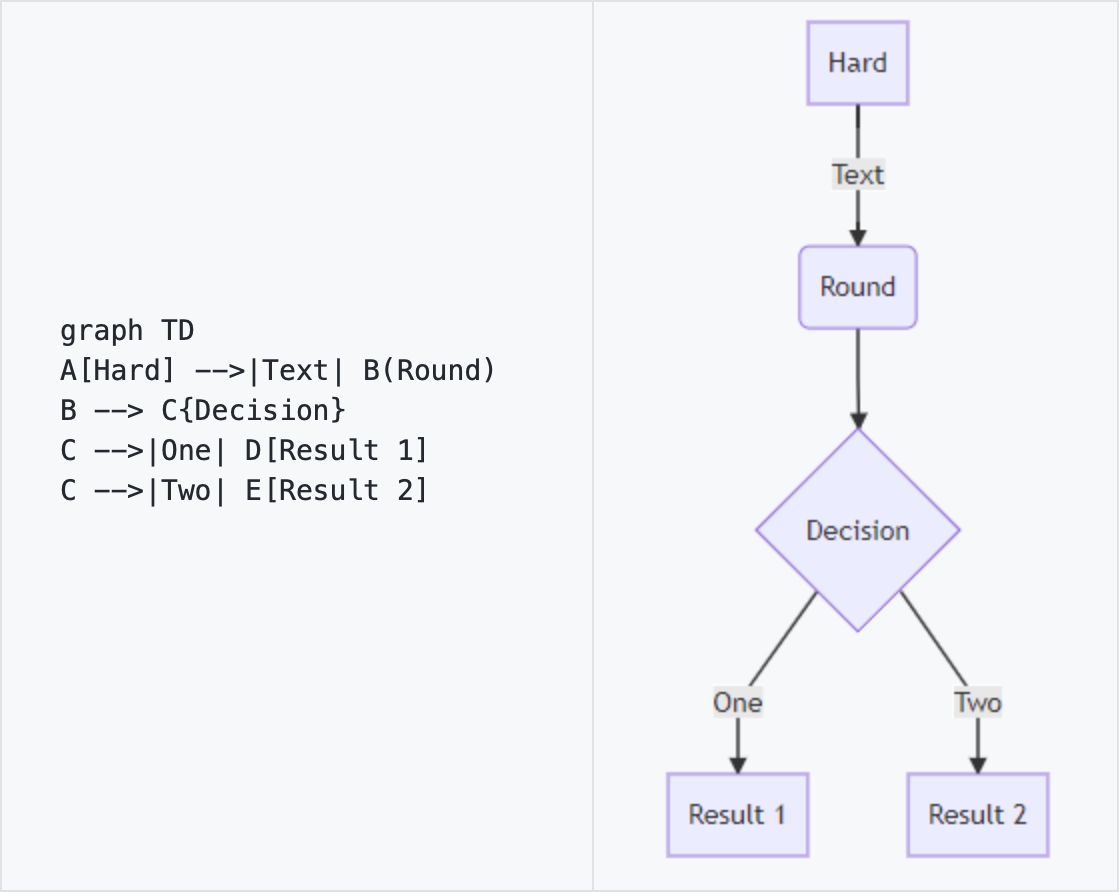 graph TD
A[Hard] -->|Text| B(Round)
B --> C{Decision}
C -->|One| D[Result 1]
C -->|Two| E[Result 2]
Hard
Text
Round
Decision
One
Two
Result 1
Result 2